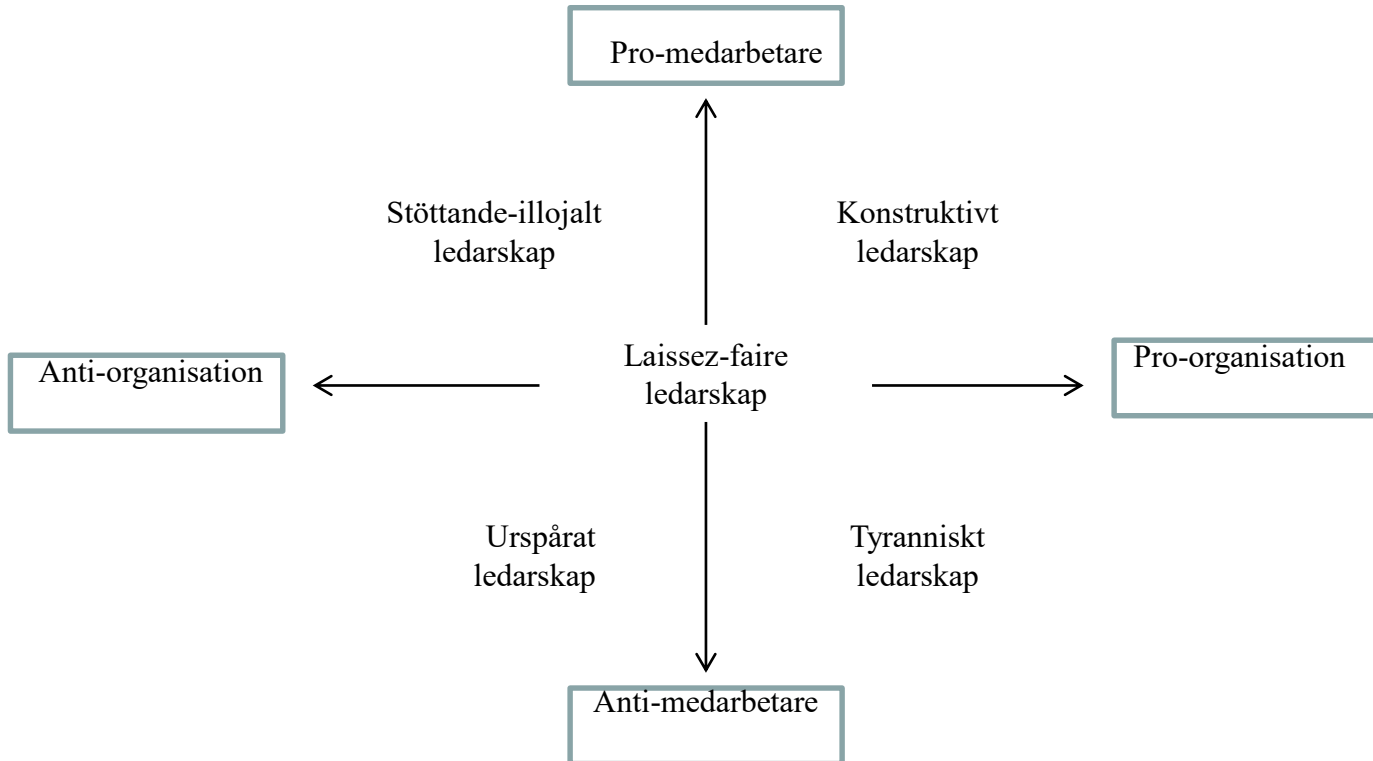 Pro-medarbetare
Stöttande-illojalt
ledarskap
Konstruktivt
ledarskap
Anti-organisation
Laissez-faire
ledarskap
Pro-organisation
Urspårat
ledarskap
Tyranniskt
ledarskap
Anti-medarbetare